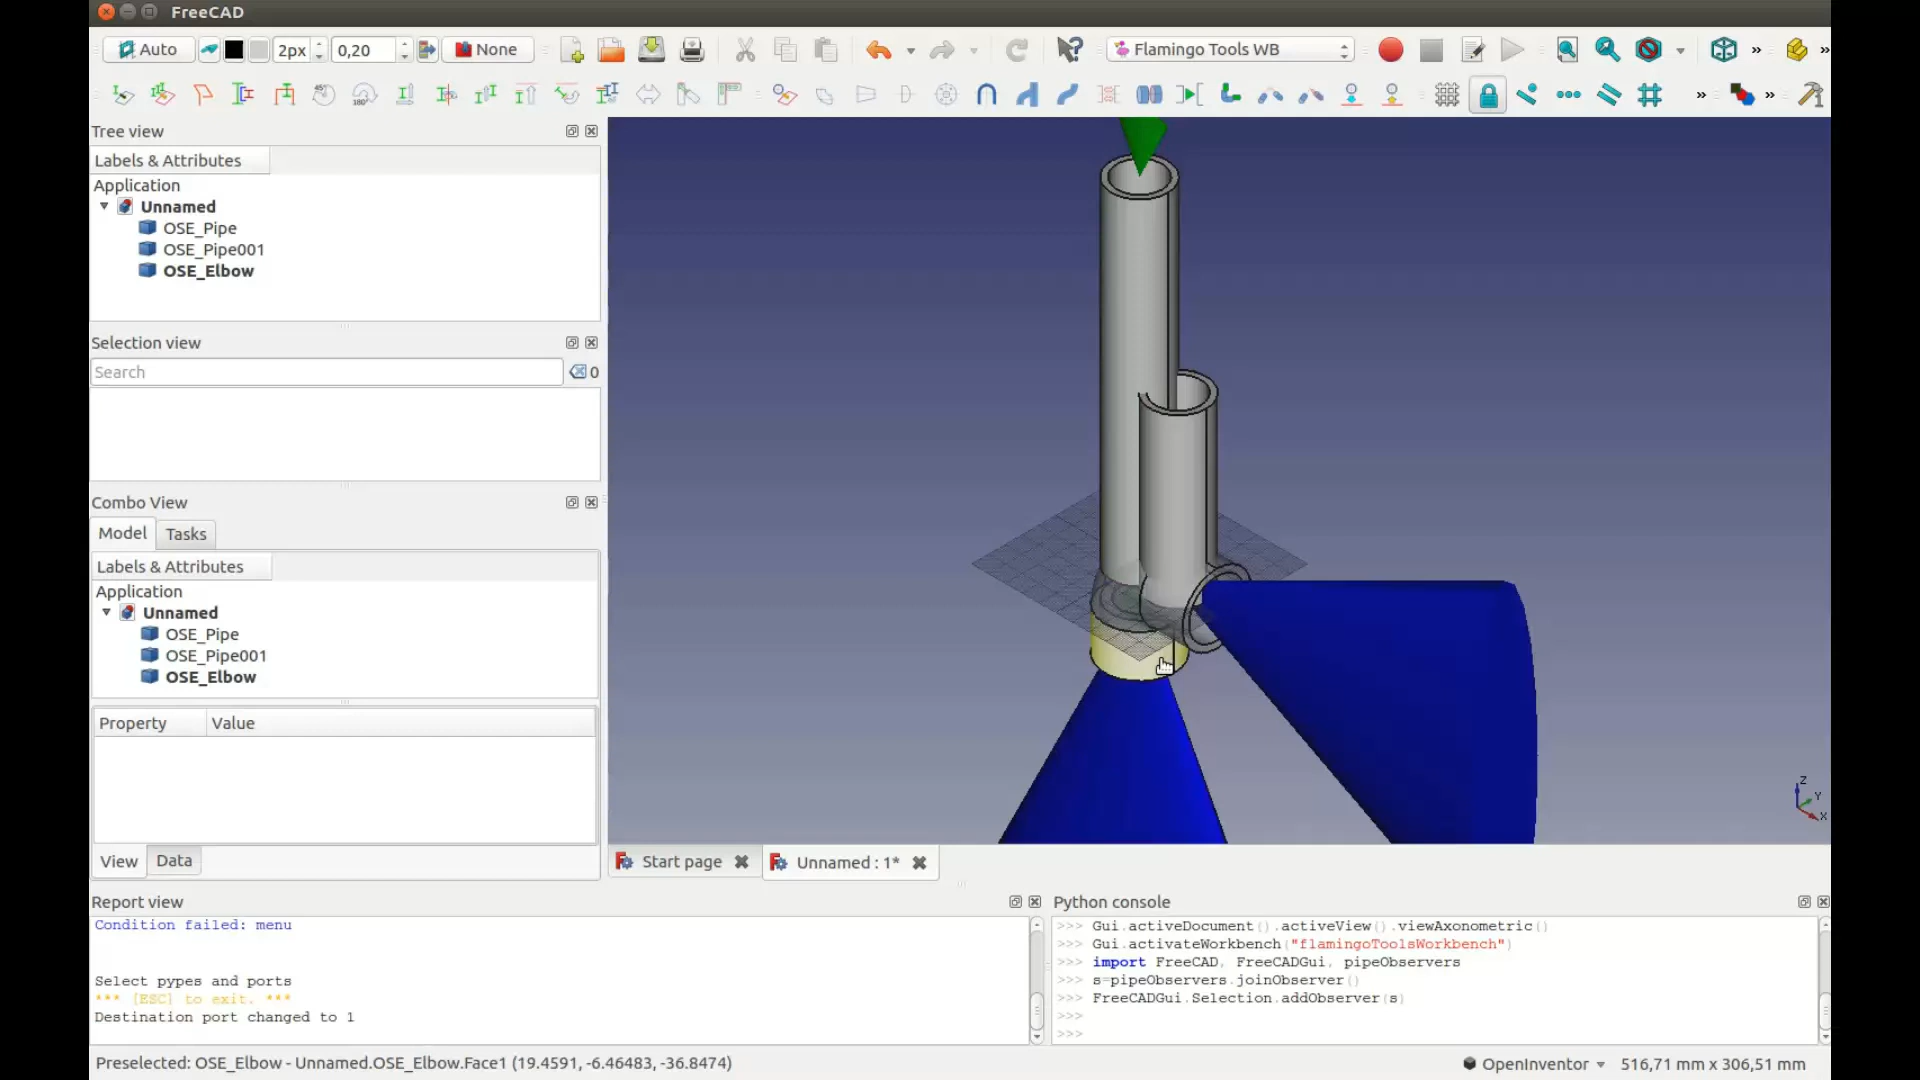 FreeCAD
Auto
2px
0,20
None
Flamingo Tools WB
»
»
45°
180°
»
»
Tree view
Labels & Attributes
Application
Unnamed
OSE_Pipe
OSE_Pipe001
OSE_Elbow
Selection view
Search
0
Combo View
Model
Tasks
Labels & Attributes
Application
Unnamed
OSE_Pipe
OSE_Pipe001
OSE_Elbow
Property
Value
View
Data
Z
Y
X
Start page
Unnamed : 1*
Report view
Condition failed: menu
Select pypes and ports
*** [ESC] to exit. ***
Destination port changed to 1
Python console
>>> Gui.activeDocument().activeView().viewAxonometric()
>>> Gui.activateWorkbench("flamingoToolsWorkbench")
>>> import FreeCAD, FreeCADGui, pipeObservers
>>> s=pipeObservers.joinObserver()
>>> FreeCADGui.Selection.addObserver(s)
>>>
>>>
Preselected: OSE_Elbow - Unnamed.OSE_Elbow.Face1 (19.4591, -6.46483, -36.8474)
OpenInventor
516,71 mm x 306,51 mm